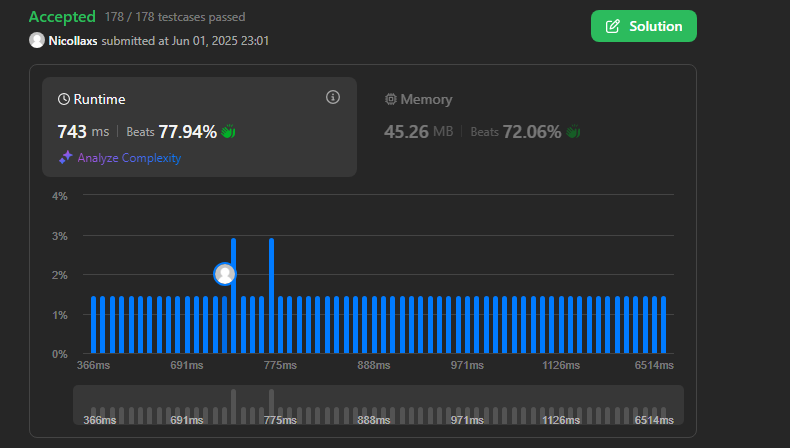 Accepted 178 / 178 testcases passed
Nicollaxs submitted at Jun 01, 2025 23:01
Solution
Runtime
743 ms | Beats 77.94%
Analyze Complexity
Memory
45.26 MB | Beats 72.06%
4%
3%
2%
1%
0%
366ms 691ms 775ms 888ms 971ms 1126ms 6514ms
366ms 691ms 775ms 888ms 971ms 1126ms 6514ms